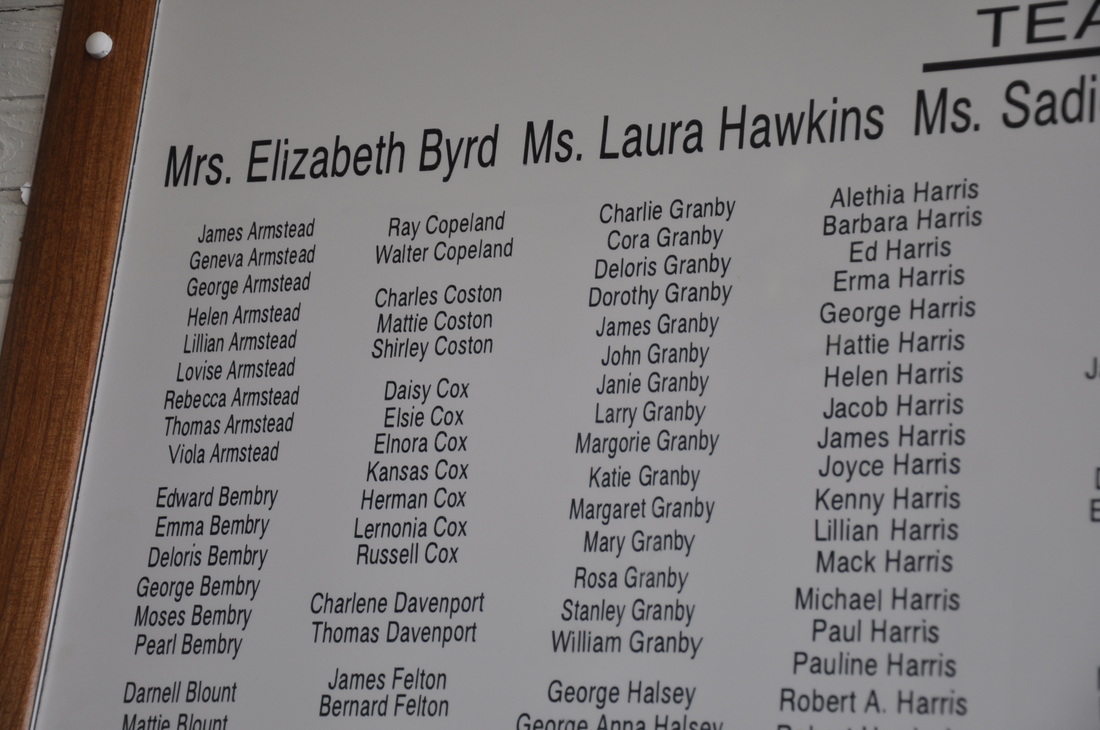 TEA
Mrs. Elizabeth Byrd Ms. Laura Hawkins Ms. Sadi
James Armstead
Geneva Armstead
George Armstead
Helen Armstead
Lillian Armstead
Lovise Armstead
Rebecca Armstead
Thomas Armstead
Viola Armstead
Edward Bembry
Emma Bembry
Deloris Bembry
George Bembry
Moses Bembry
Pearl Bembry
Darnell Blount
Mattie Blount
Ray Copeland
Walter Copeland
Charles Coston
Mattie Coston
Shirley Coston
Daisy Cox
Elsie Cox
Elnora Cox
Kansas Cox
Herman Cox
Lernonia Cox
Russell Cox
Charlene Davenport
Thomas Davenport
James Felton
Bernard Felton
Charlie Granby
Cora Granby
Deloris Granby
Dorothy Granby
James Granby
John Granby
Janie Granby
Larry Granby
Margorie Granby
Katie Granby
Margaret Granby
Mary Granby
Rosa Granby
Stanley Granby
William Granby
George Halsey
George Anna Halsey
Alethia Harris
Barbara Harris
Ed Harris
Erma Harris
George Harris
Hattie Harris
Helen Harris
Jacob Harris
James Harris
Joyce Harris
Kenny Harris
Lillian Harris
Mack Harris
Michael Harris
Paul Harris
Pauline Harris
Robert A. Harris